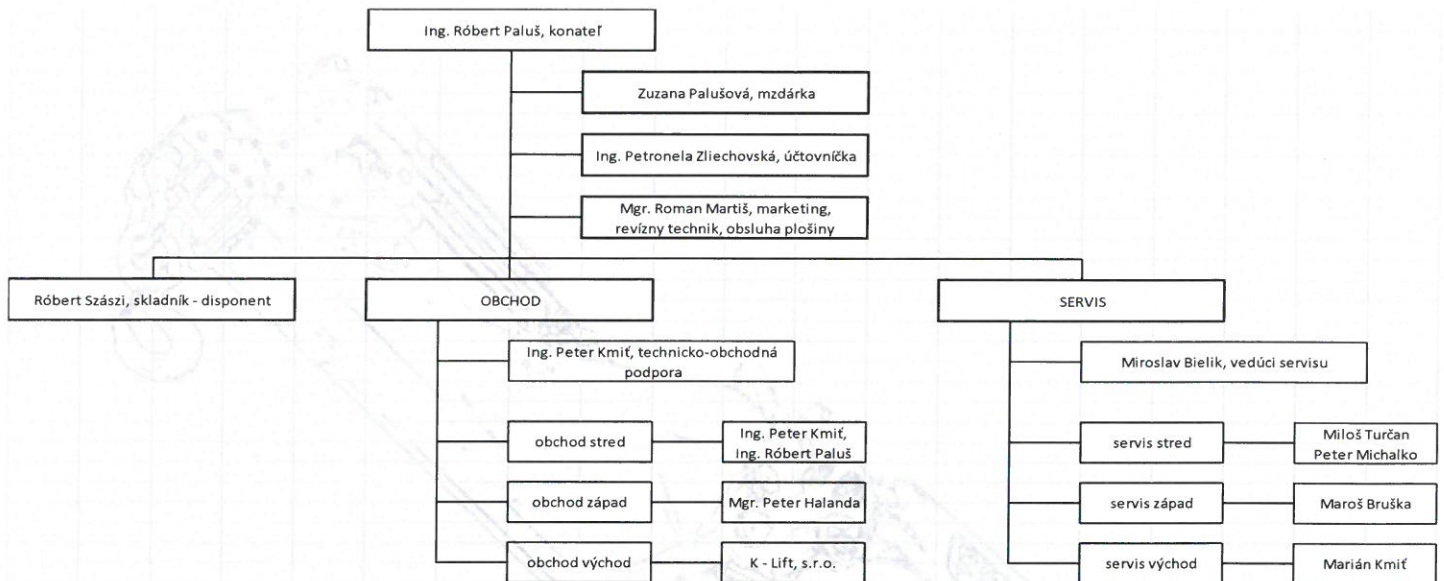 Ing. Róbert Paluš, konateľ
Zuzana Palušová, mzdárka
Ing. Petronela Zliechovská, účtovníčka
Mgr. Roman Martiš, marketing,
revízny technik, obsluha plošiny
Róbert Szászi, skladník - disponent
OBCHOD
SERVIS
Ing. Peter Kmiť, technicko-obchodná
podpora
Miroslav Bielik, vedúci servisu
obchod stred
Ing. Peter Kmiť,
ing. Róbert Paluš
servis stred
Miloš Turčan
Peter Michalko
obchod západ
Mgr. Peter Halanda
servis západ
Maroš Bruška
obchod východ
K - Lift, s.r.o.
servis východ
Marián Kmiť